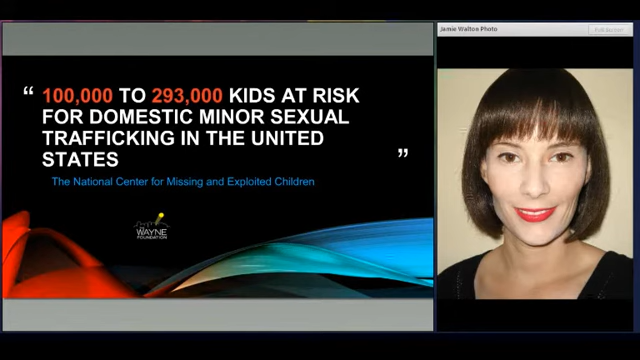 Jamie Walton Photo
“ 100,000 TO 293,000 KIDS AT RISK
FOR DOMESTIC MINOR SEXUAL
TRAFFICKING IN THE UNITED
STATES ”
The National Center for Missing and Exploited Children
WAYNE
FOUNDATION